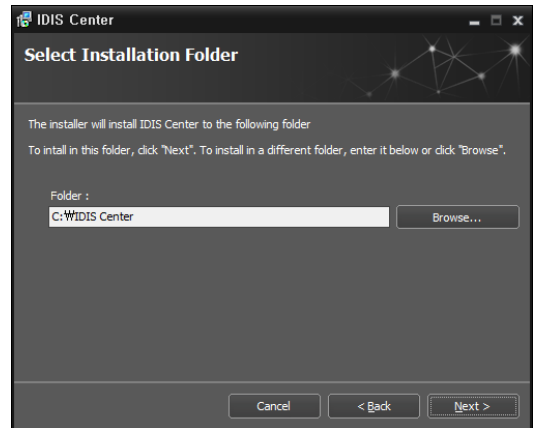 IDIS Center
Select Installation Folder
The installer will install IDIS Center to the following folder
To intall in this folder, click "Next". To install in a different folder, enter it below or click "Browse".
Folder :
C:₩IDIS Center
Browse...
Cancel
< Back
Next >